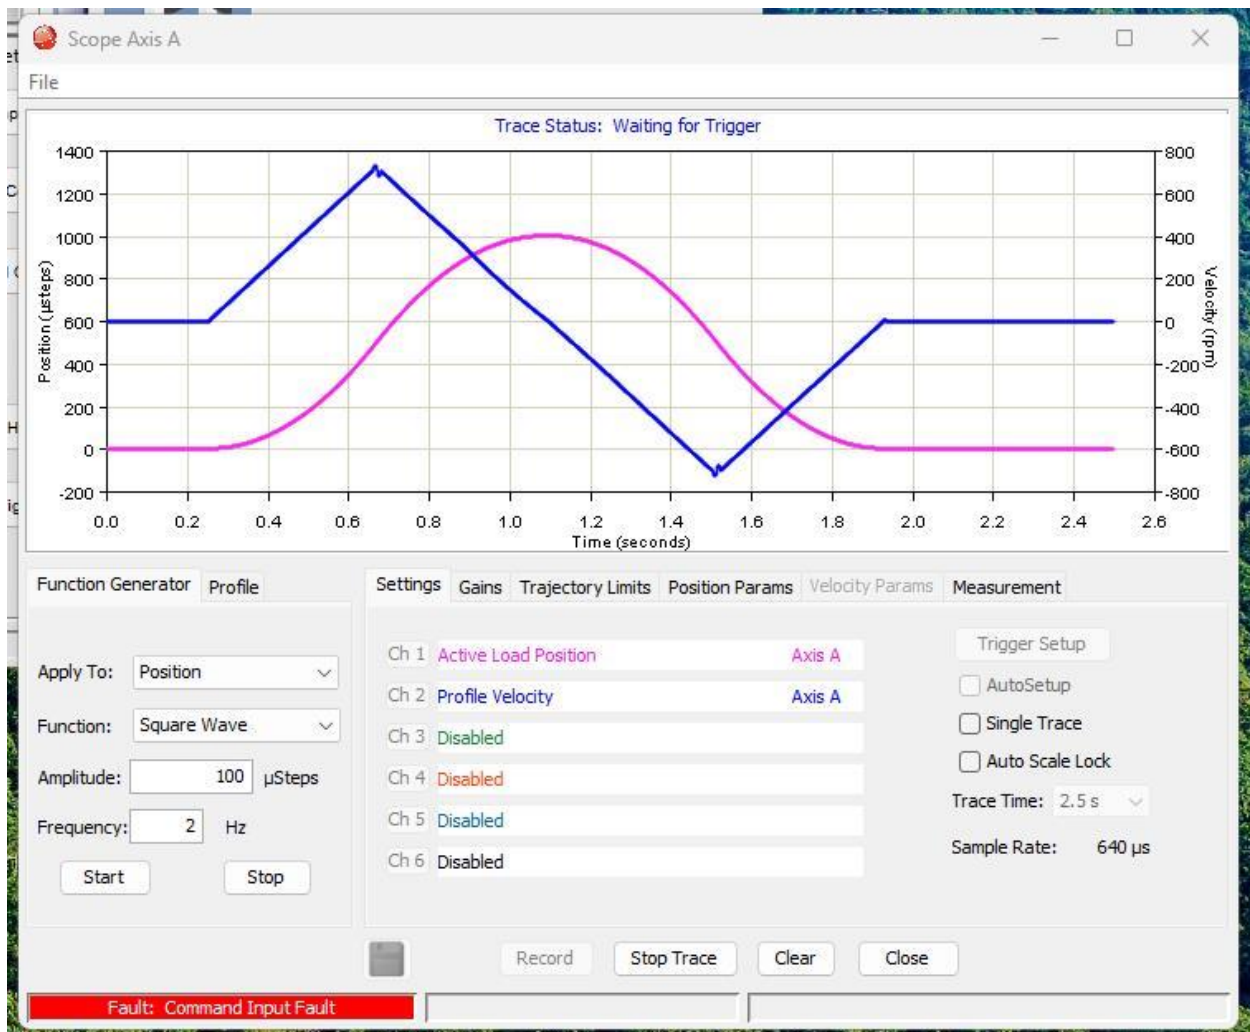 Scope Axis A
File
Trace Status: Waiting for Trigger
1400
1200
1000
800
600
400
200
0
-200
Position (µsteps)
800
600
400
200
0
-200
-400
-600
-800
Velocity (rpm)
0.0 0.2 0.4 0.6 0.8 1.0 1.2 1.4 1.6 1.8 2.0 2.2 2.4 2.6
Time (seconds)
Function Generator Profile
Apply To: Position
Function: Square Wave
Amplitude: 100 µSteps
Frequency: 2 Hz
Start Stop
Settings Gains Trajectory Limits Position Params Velocity Params Measurement
Ch 1 Active Load Position Axis A
Ch 2 Profile Velocity Axis A
Ch 3 Disabled
Ch 4 Disabled
Ch 5 Disabled
Ch 6 Disabled
Trigger Setup
AutoSetup
Single Trace
Auto Scale Lock
Trace Time: 2.5 s
Sample Rate: 640 µs
Record Stop Trace Clear Close
Fault: Command Input Fault